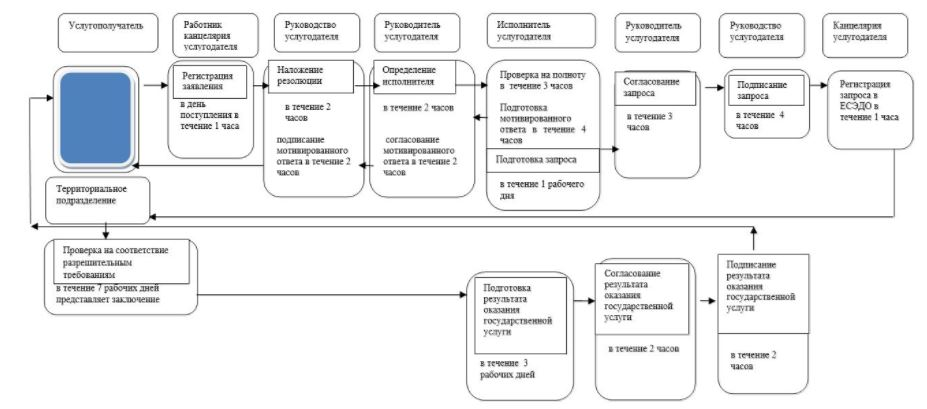 Услугополучатель
Работник
канцелярия
услугодателя
Руководство
услугодателя
Руководитель
услугодателя
Исполнитель
услугодателя
Руководитель
услугодателя
Руководство
услугодателя
Канцелярия
услугодателя
Регистрация
заявления
в день
поступления в
течение 1 часа
Наложение
резолюции
в течение 2
часов
подписание
мотивированного
ответа в течение 2
часов
Определение
исполнителя
в течение 2 часов
согласование
мотивированного
ответа в течение 2
часов
Проверка на полноту
в течение 3 часов
Подготовка
мотивированного
ответа в течение 4
часов
Подготовка запроса
в течение 1 рабочего
дня
Согласование
запроса
в течение 3
часов
Подписание
запроса
в течение 4
часов
Регистрация
запроса в
ЕСЭДО в
течение 1 часа
Территориальное
подразделение
Проверка на соответствие
разрешительным
требованиям
в течение 7 рабочих дней
представляет заключение
Подготовка
результата
оказания
государственной
услуги
в течение 3
рабочих дней
Согласование
результата
оказания
государственной
услуги
в течение 2 часов
Подписание
результата
оказания
государственной
услуги
в течение 2
часов